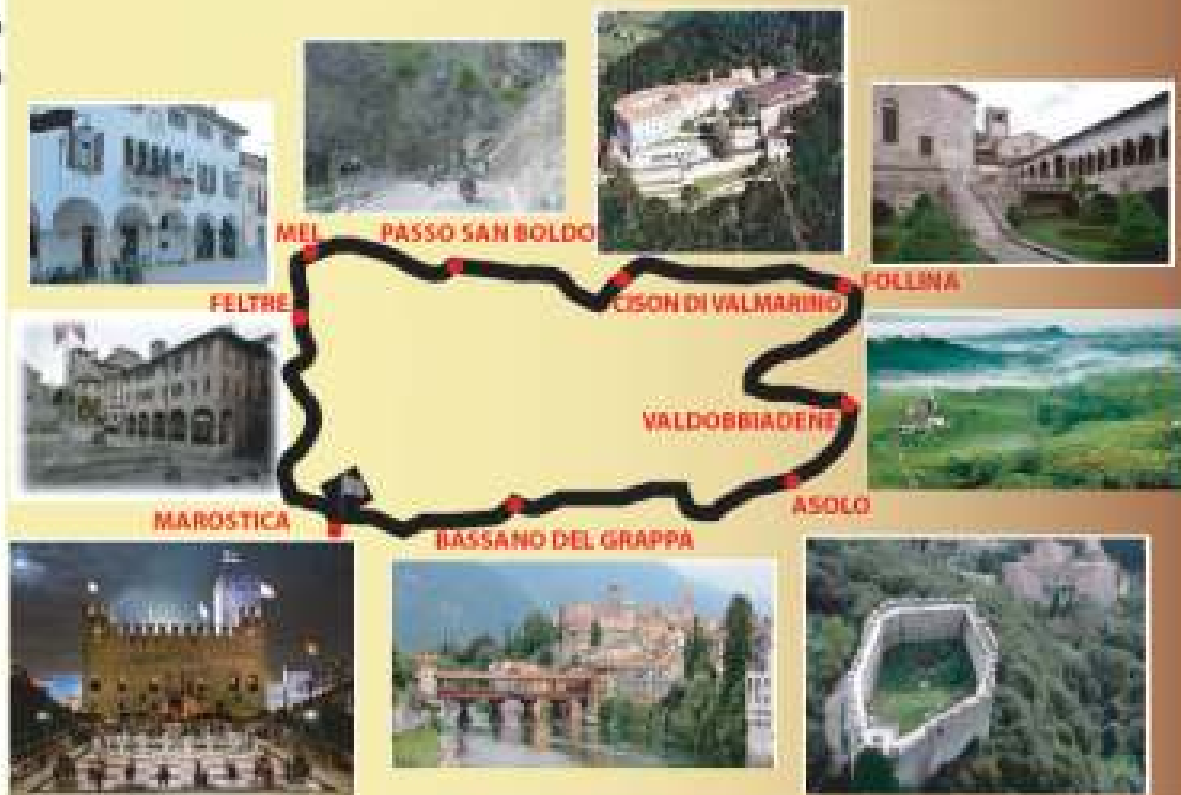 MEL
PASSO SAN BOLDO
FELTRE
CISON DI VALMARINO
FOLLINA
VALDOBBIADENE
ASOLO
MAROSTICA
BASSANO DEL GRAPPA